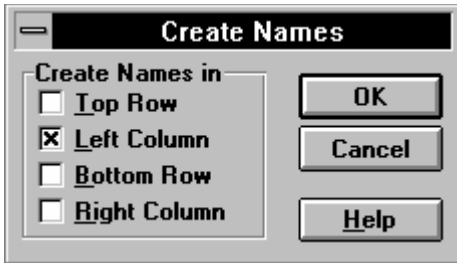 Create Names
Create Names in
Top Row
Left Column
Bottom Row
Right Column
OK
Cancel
Help